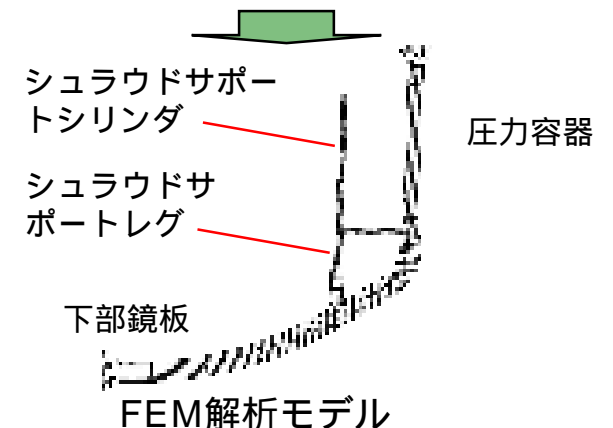 シュラウドサポー
トシリンダ
圧力容器
シュラウドサ
ポートレグ
下部鏡板
FEM解析モデル